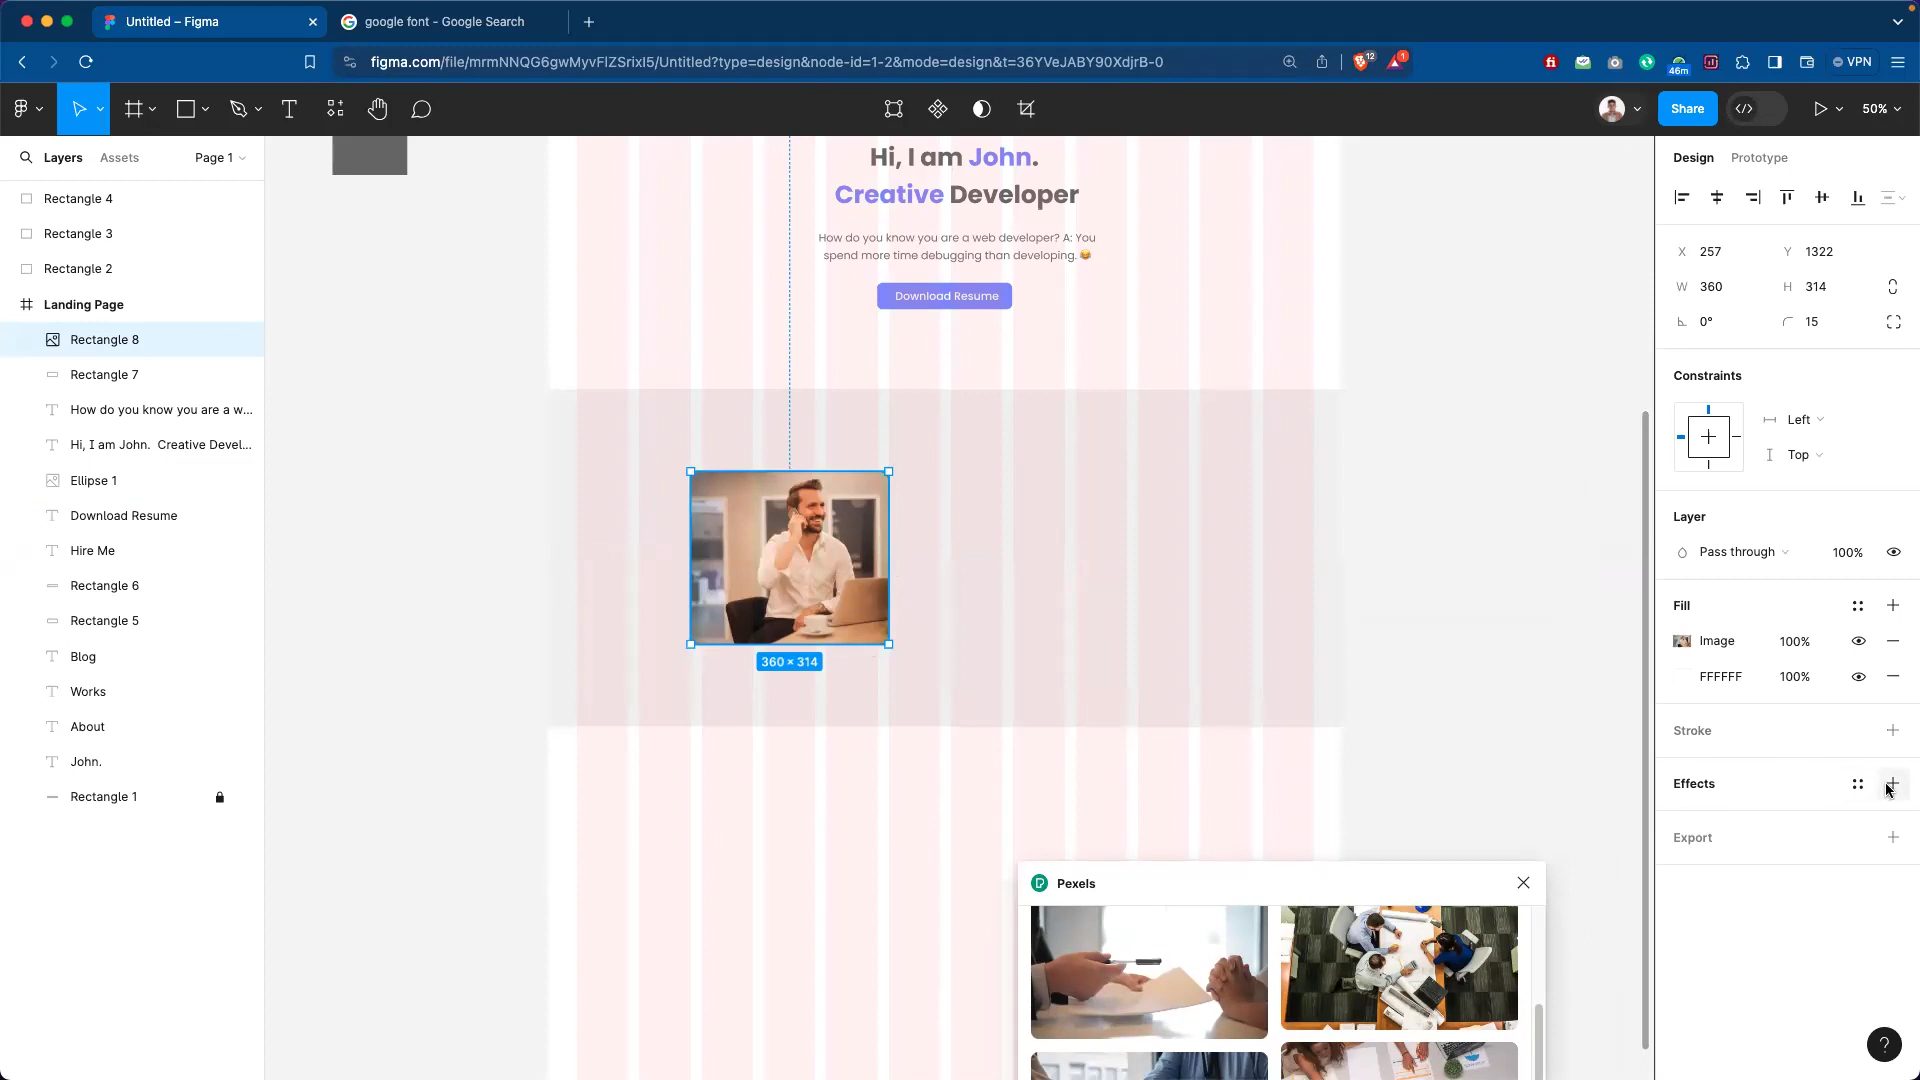 Untitled – Figma
google font - Google Search
figma.com/file/mrmNNQG6gwMyvFlZSrixI5/Untitled?type=design&node-id=1-2&mode=design&t=36YVeJABY90XdjrB-0
12
1
46m
VPN
Share
50%
Layers
Assets
Page 1
Rectangle 4
Rectangle 3
Rectangle 2
Landing Page
Rectangle 8
Rectangle 7
How do you know you are a w...
Hi, I am John. Creative Devel...
Ellipse 1
Download Resume
Hire Me
Rectangle 6
Rectangle 5
Blog
Works
About
John.
Rectangle 1
Hi, I am John.
Creative Developer
How do you know you are a web developer? A: You
spend more time debugging than developing. 😂
Download Resume
360 × 314
Pexels
Design
Prototype
X 257 Y 1322
W 360 H 314
0° 15
Constraints
Left
Top
Layer
Pass through 100%
Fill
Image 100%
FFFFFF 100%
Stroke
Effects
Export
?